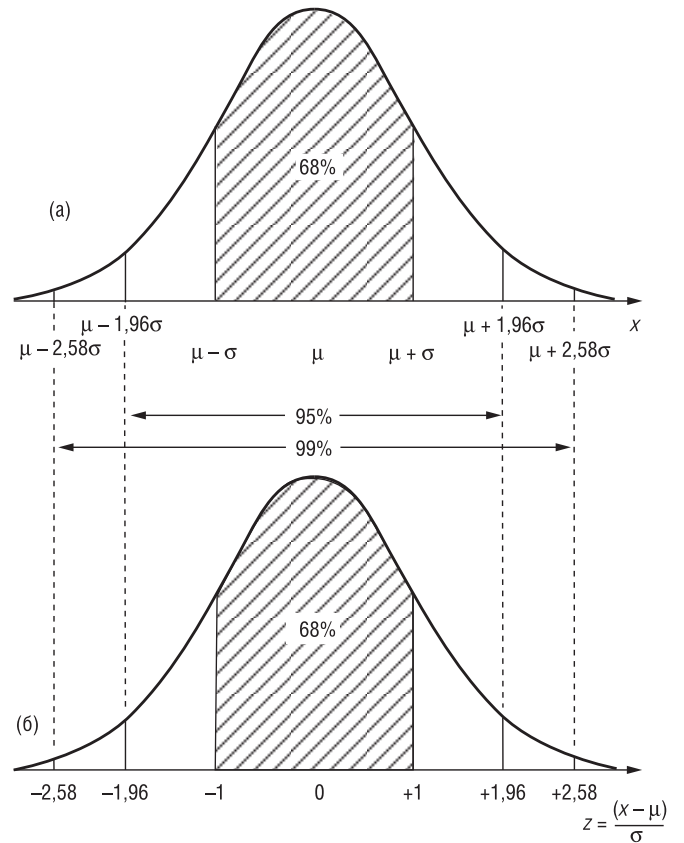 68%
(а)
μ – 1,96σ μ + 1,96σ x
μ – 2,58σ μ – σ μ μ + σ μ + 2,58σ
95%
99%
68%
(б)
–2,58 –1,96 –1 0 +1 +1,96 +2,58
z = (x – μ)
σ